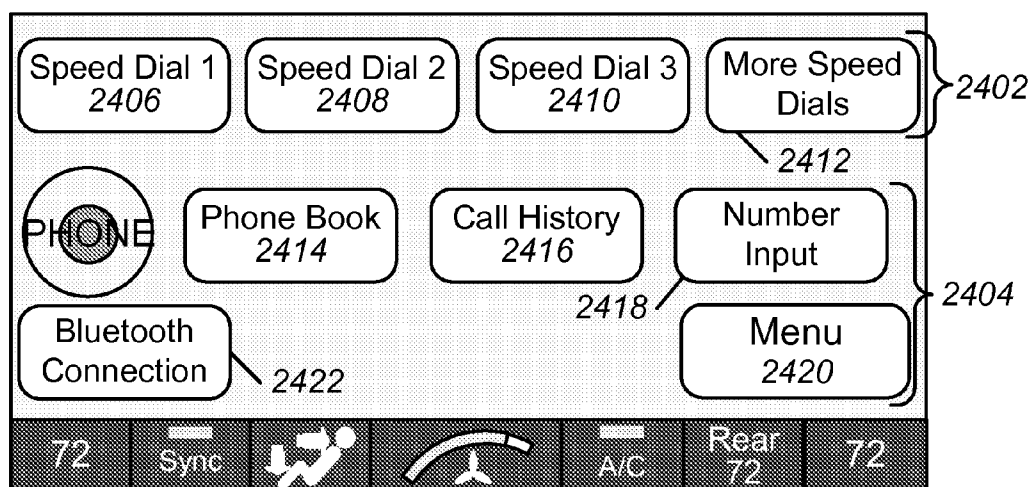 Speed Dial 1
2406
Speed Dial 2
2408
Speed Dial 3
2410
More Speed
Dials
2402
2412
PHONE
Phone Book
2414
Call History
2416
Number
Input
2418
2404
Bluetooth
Connection
2422
Menu
2420
72
Sync
A/C
Rear
72
72